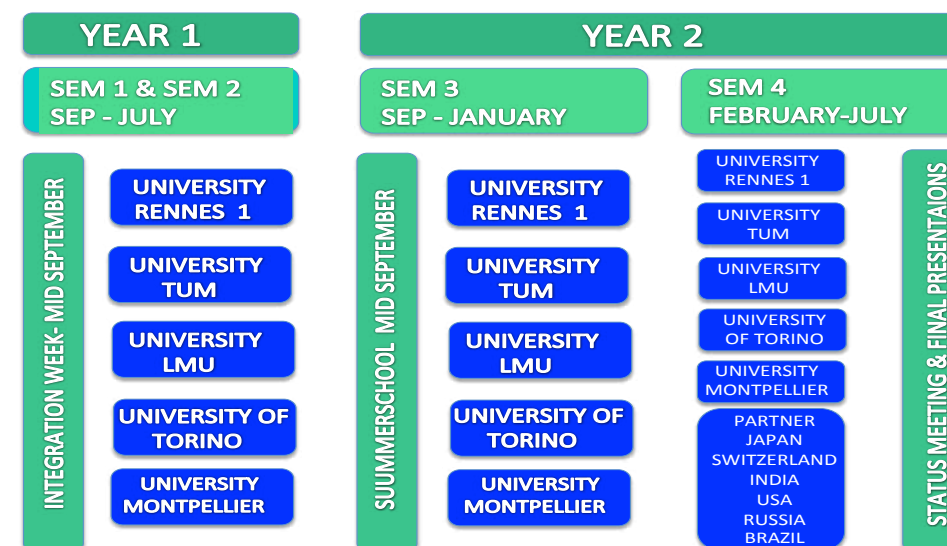 YEAR 1
SEM 1 & SEM 2
SEP - JULY
INTEGRATION WEEK- MID SEPTEMBER
UNIVERSITY
RENNES 1
UNIVERSITY
TUM
UNIVERSITY
LMU
UNIVERSITY OF
TORINO
UNIVERSITY
MONTPELLIER
YEAR 2
SEM 3
SEP - JANUARY
SUUMMERSCHOOL MID SEPTEMBER
UNIVERSITY
RENNES 1
UNIVERSITY
TUM
UNIVERSITY
LMU
UNIVERSITY OF
TORINO
UNIVERSITY
MONTPELLIER
SEM 4
FEBRUARY-JULY
UNIVERSITY
RENNES 1
UNIVERSITY
TUM
UNIVERSITY
LMU
UNIVERSITY
OF TORINO
UNIVERSITY
MONTPELLIER
PARTNER
JAPAN
SWITZERLAND
INDIA
USA
RUSSIA
BRAZIL
STATUS MEETING & FINAL PRESENTAIONS